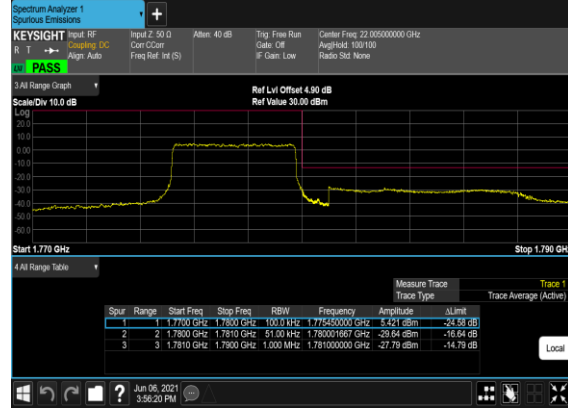 Spectrum Analyzer 1
Spurious Emissions
KEYSIGHT Input: RF Input Z: 50 Ω Atten: 40 dB Trig: Free Run Center Freq: 22.005000000 GHz
R T Coupling: DC Corr CCorr Gate: Off Avg|Hold: 100/100
Align: Auto Freq Ref: Int (S) IF Gain: Low Radio Std: None
PASS
3 All Range Graph
Ref Lvl Offset 4.90 dB
Scale/Div 10.0 dB Ref Value 30.00 dBm
Log
20.0
10.0
0.00
-10.0
-20.0
-30.0
-40.0
-50.0
-60.0
Start 1.770 GHz Stop 1.790 GH
4 All Range Table
Measure Trace Trace 1
Trace Type Trace Average (Active)
Spur Range Start Freq Stop Freq RBW Frequency Amplitude ΔLimit
1 1 1.7700 GHz 1.7800 GHz 100.0 kHz 1.775450000 GHz 5.421 dBm -24.58 dB
2 2 1.7800 GHz 1.7810 GHz 51.00 kHz 1.780001667 GHz -29.64 dBm -16.64 dB
3 3 1.7810 GHz 1.7900 GHz 1.000 MHz 1.781000000 GHz -27.79 dBm -14.79 dB
Local
? Jun 06, 2021
3:56:20 PM